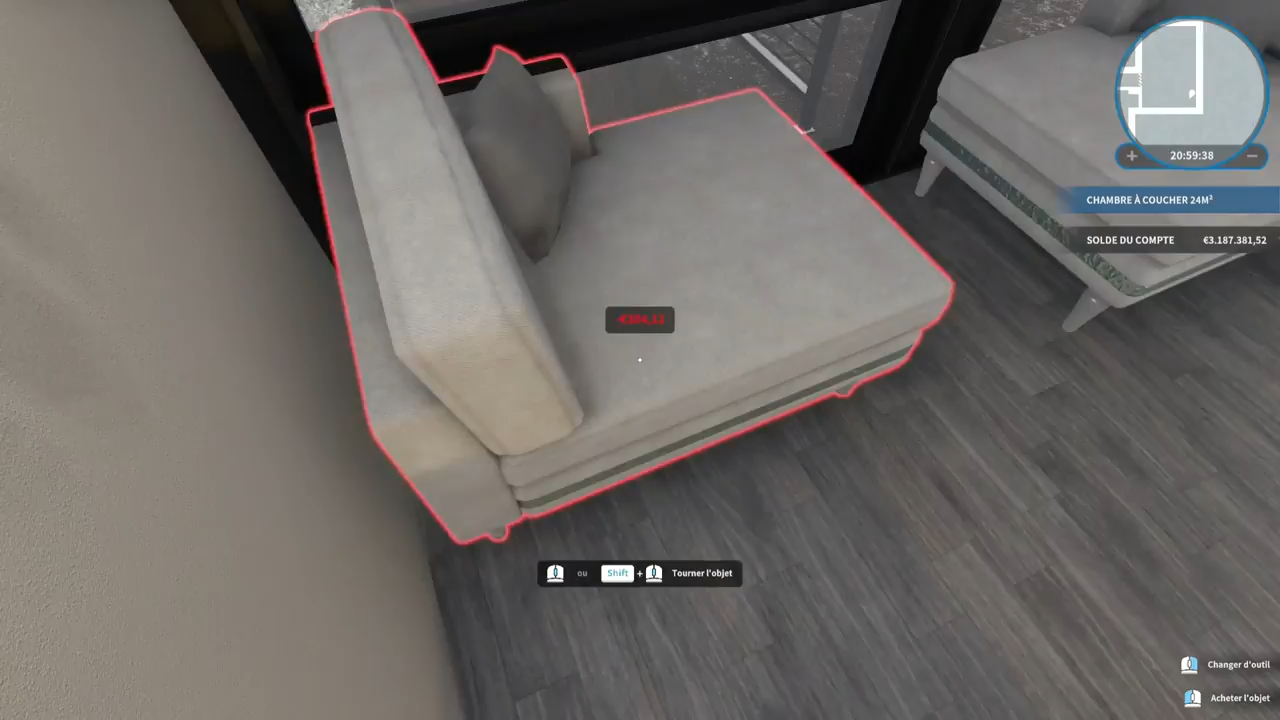 20:59:38
CHAMBRE À COUCHER 24M²
SOLDE DU COMPTE €3.187.381,52
ou Shift + Tourner l'objet
Changer d'outil
Acheter l'objet